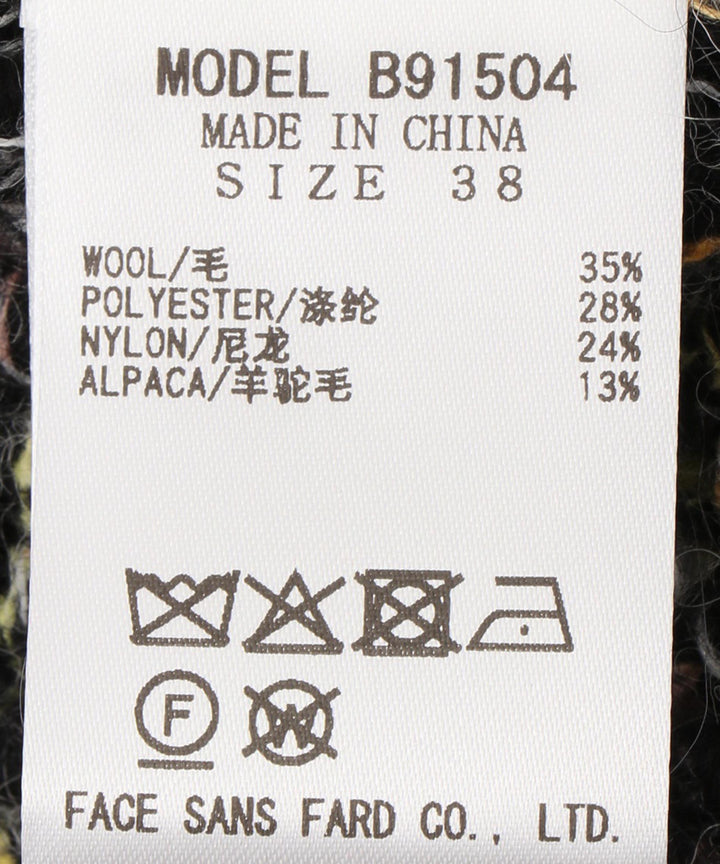 MODEL B91504
MADE IN CHINA
SIZE 38
WOOL/毛 35%
POLYESTER/涤纶 28%
NYLON/尼龙 24%
ALPACA/羊驼毛 13%
F W
FACE SANS FARD CO., LTD.